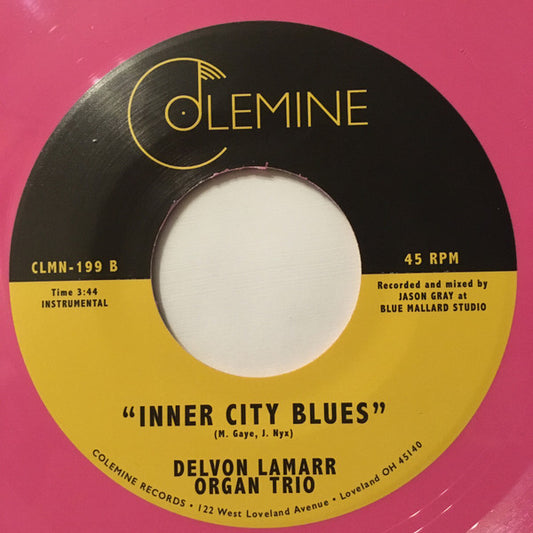 COLEMINE
CLMN-199 B
45 RPM
Time 3:44
INSTRUMENTAL
Recorded and mixed by
JASON GRAY at
BLUE MALLARD STUDIO
"INNER CITY BLUES"
(M. Gaye, J. Nyx)
DELVON LAMARR
ORGAN TRIO
COLEMINE RECORDS • 122 West Loveland Avenue • Loveland OH 45140